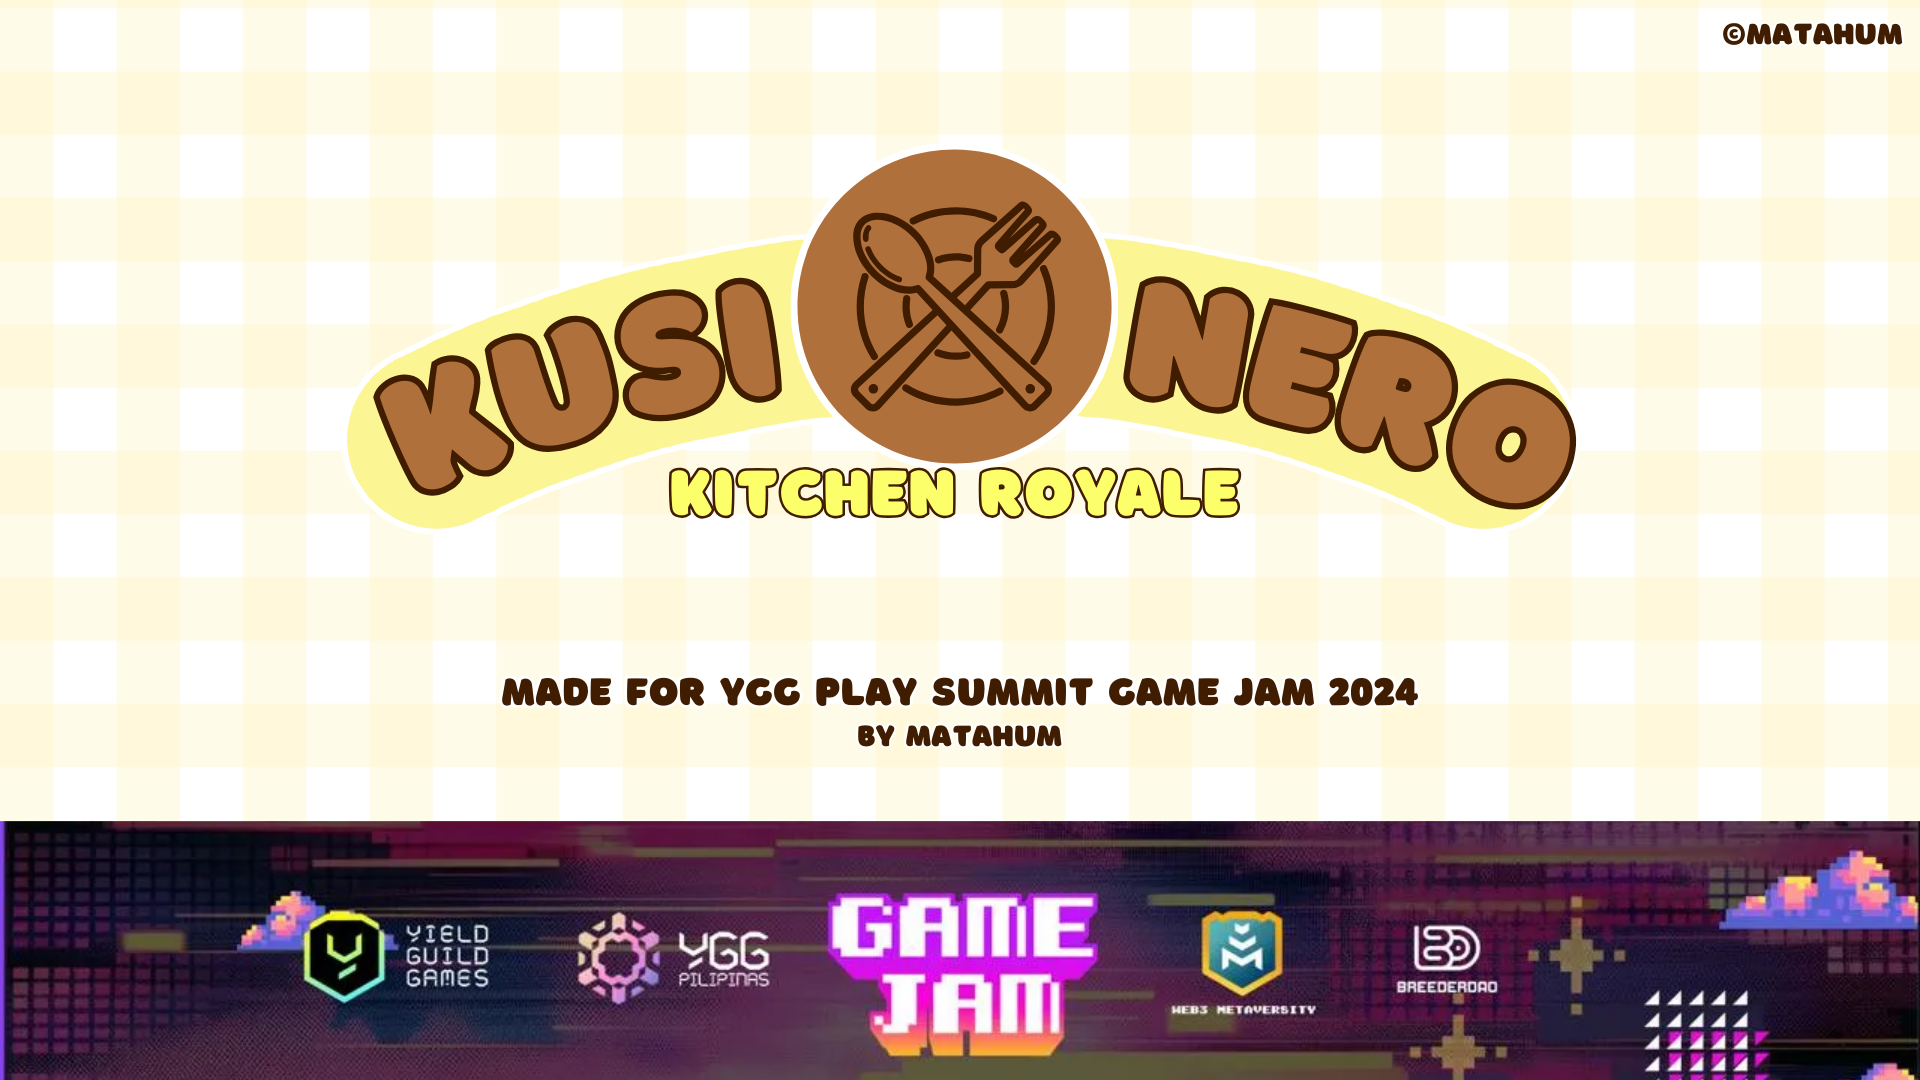 ©MATAHUM
KUSI NERO
KITCHEN ROYALE
MADE FOR YGG PLAY SUMMIT GAME JAM 2024
BY MATAHUM
YIELD
GUILD
GAMES
YGG
PILIPINAS
GAME
JAM
WEB3 METAVERSITY
BREEDERDAO